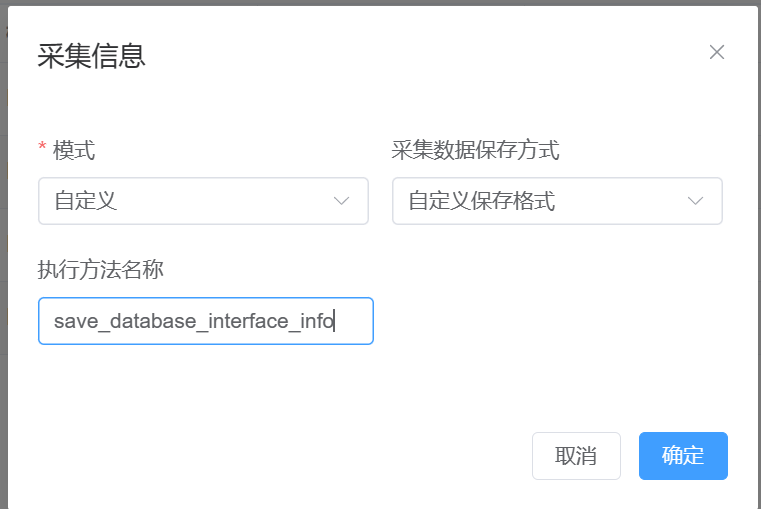 采集信息
* 模式
采集数据保存方式
自定义
自定义保存格式
执行方法名称
save_database_interface_info
取消
确定